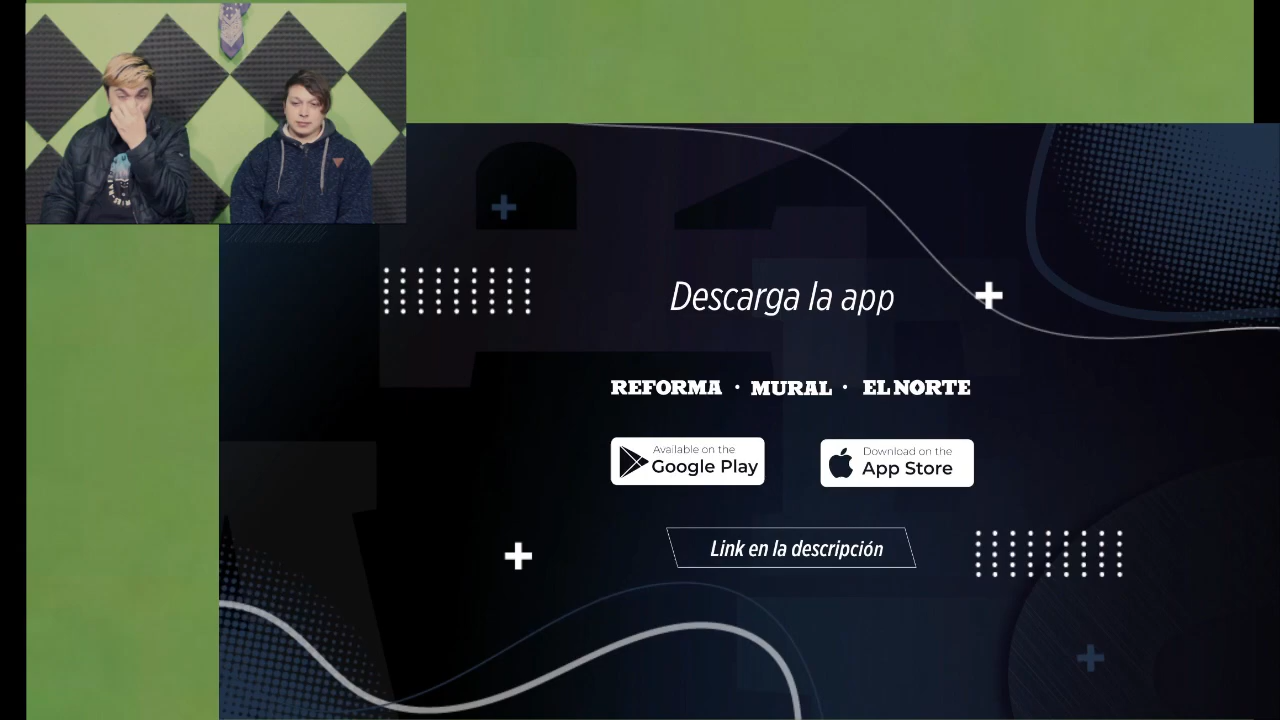 Descarga la app
REFORMA · MURAL · EL NORTE
Available on the
Google Play
Download on the
App Store
Link en la descripción